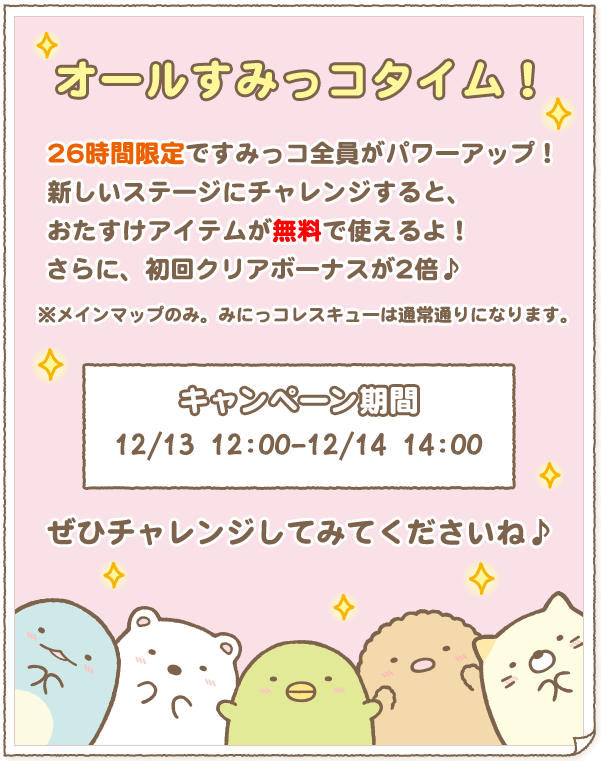 オールすみっコタイム！
26時間限定ですみっコ全員がパワーアップ！
新しいステージにチャレンジすると、
おたすけアイテムが無料で使えるよ！
さらに、初回クリアボーナスが2倍♪
※メインマップのみ。みにっコレスキューは通常通りになります。
キャンペーン期間
12/13 12:00-12/14 14:00
ぜひチャレンジしてみてくださいね♪